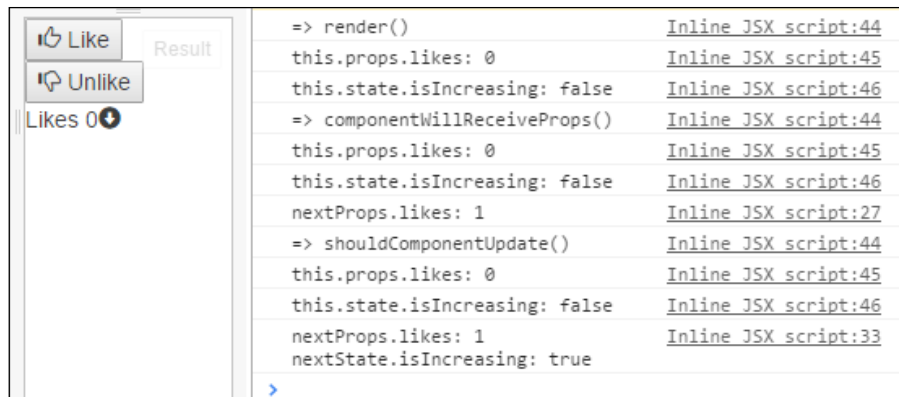 Like
Result
Unlike
Likes 0
=> render() Inline JSX script:44
this.props.likes: 0 Inline JSX script:45
this.state.isIncreasing: false Inline JSX script:46
=> componentWillReceiveProps() Inline JSX script:44
this.props.likes: 0 Inline JSX script:45
this.state.isIncreasing: false Inline JSX script:46
nextProps.likes: 1 Inline JSX script:27
=> shouldComponentUpdate() Inline JSX script:44
this.props.likes: 0 Inline JSX script:45
this.state.isIncreasing: false Inline JSX script:46
nextProps.likes: 1 Inline JSX script:33
nextState.isIncreasing: true
>